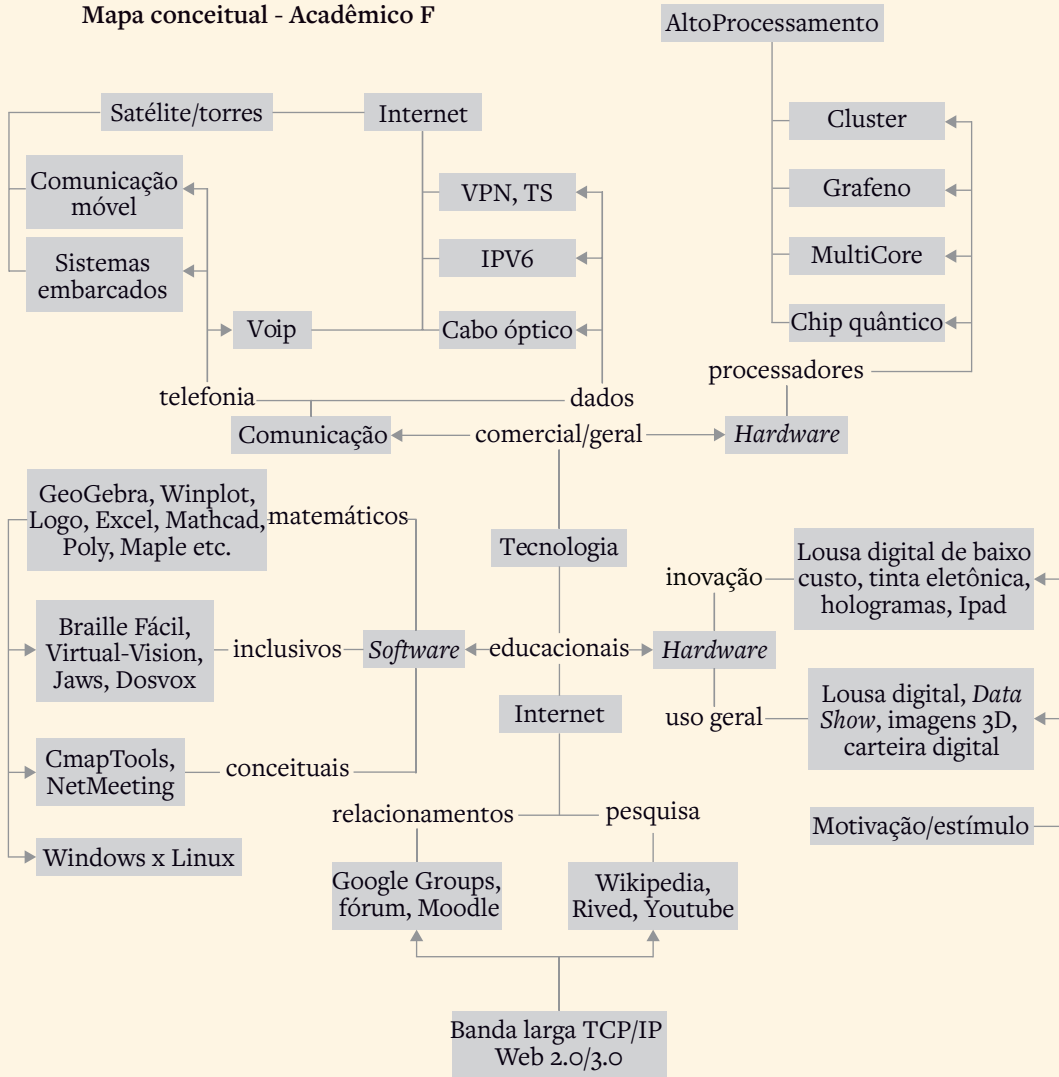 Mapa conceitual - Acadêmico F
AltoProcessamento
Satélite/torres
Internet
Cluster
Comunicação
móvel
VPN, TS
Grafeno
Sistemas
embarcados
IPV6
MultiCore
Voip
Cabo óptico
Chip quântico
processadores
telefonia
dados
Comunicação
comercial/geral
Hardware
GeoGebra, Winplot,
Logo, Excel, Mathcad,
Poly, Maple etc.
matemáticos
Tecnologia
inovação
Lousa digital de baixo
custo, tinta eletônica,
hologramas, Ipad
Braille Fácil,
Virtual-Vision,
Jaws, Dosvox
inclusivos
Software
educacionais
Hardware
Internet
uso geral
Lousa digital, Data
Show, imagens 3D,
carteira digital
CmapTools,
NetMeeting
conceituais
relacionamentos
pesquisa
Motivação/estímulo
Windows x Linux
Google Groups,
fórum, Moodle
Wikipedia,
Rived, Youtube
Banda larga TCP/IP
Web 2.0/3.0